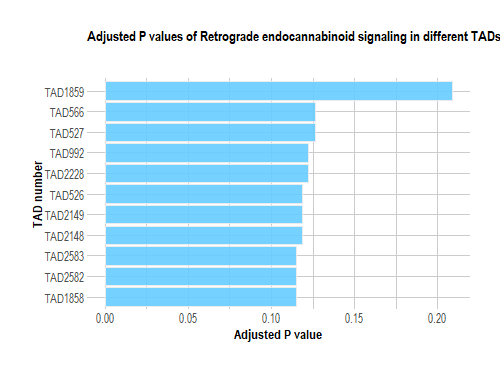 Adjusted P values of Retrograde endocannabinoid signaling in different TADs
TAD1859
TAD566
TAD527
TAD992
TAD2228
TAD526
TAD2149
TAD2148
TAD2583
TAD2582
TAD1858
TAD number
0.00 0.05 0.10 0.15 0.20
Adjusted P value